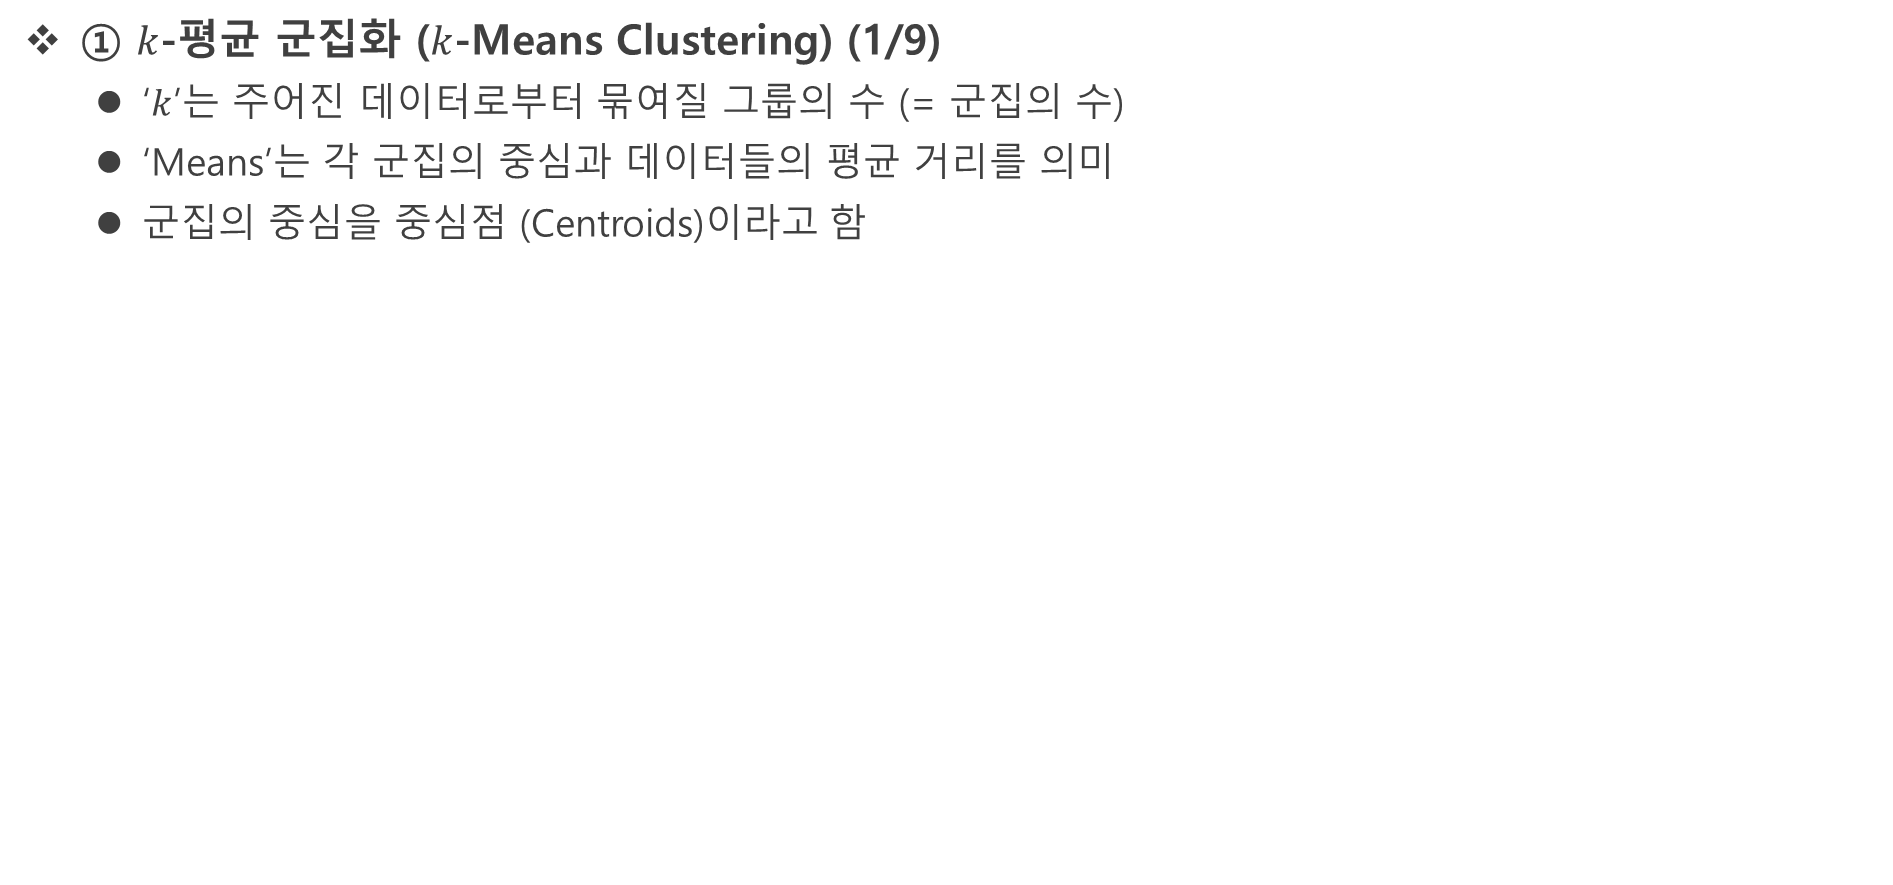 ❖ ① k-평균 군집화 (k-Means Clustering) (1/9)
● ‘k’는 주어진 데이터로부터 묶여질 그룹의 수 (= 군집의 수)
● ‘Means’는 각 군집의 중심과 데이터들의 평균 거리를 의미
● 군집의 중심을 중심점 (Centroids)이라고 함